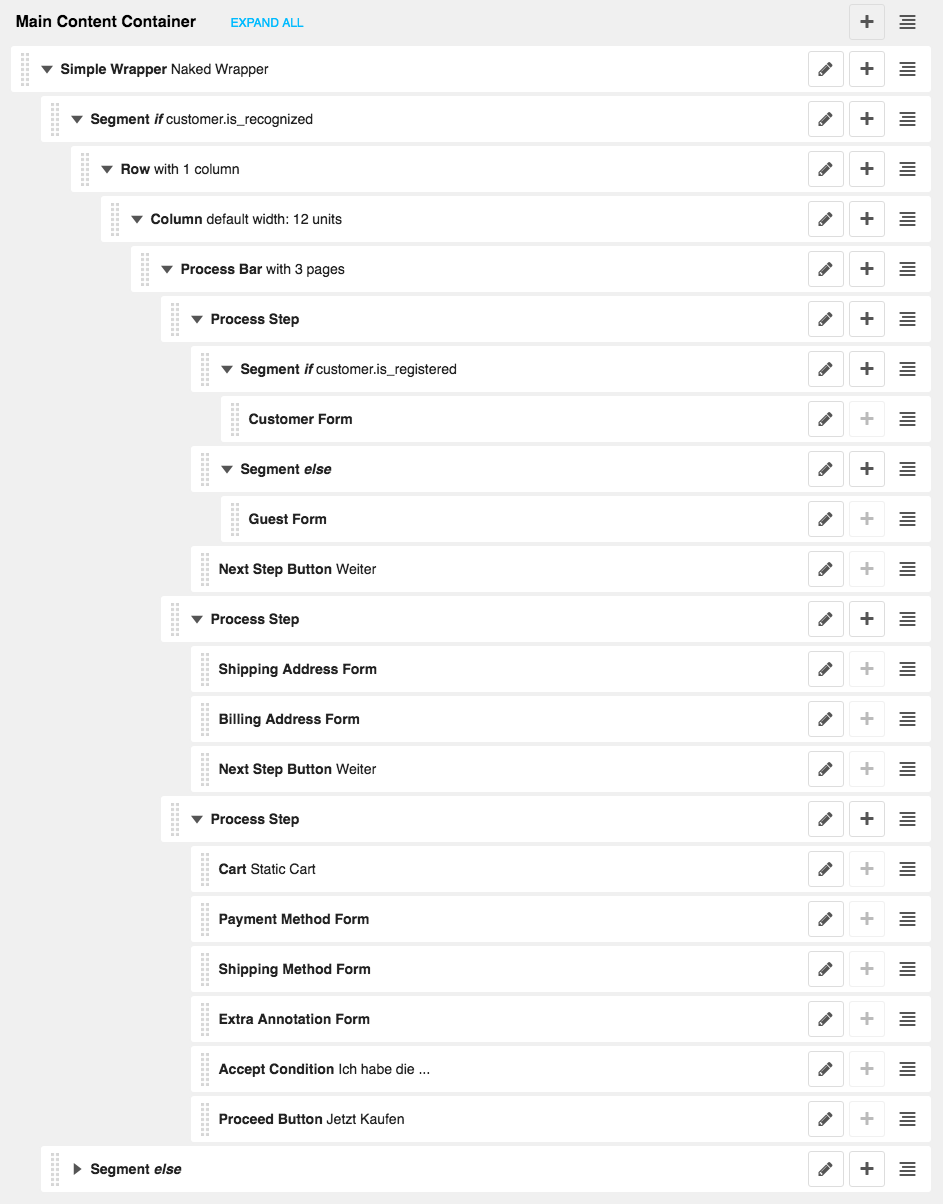 Main Content Container EXPAND ALL
Simple Wrapper Naked Wrapper
Segment if customer.is_recognized
Row with 1 column
Column default width: 12 units
Process Bar with 3 pages
Process Step
Segment if customer.is_registered
Customer Form
Segment else
Guest Form
Next Step Button Weiter
Process Step
Shipping Address Form
Billing Address Form
Next Step Button Weiter
Process Step
Cart Static Cart
Payment Method Form
Shipping Method Form
Extra Annotation Form
Accept Condition Ich habe die ...
Proceed Button Jetzt Kaufen
Segment else